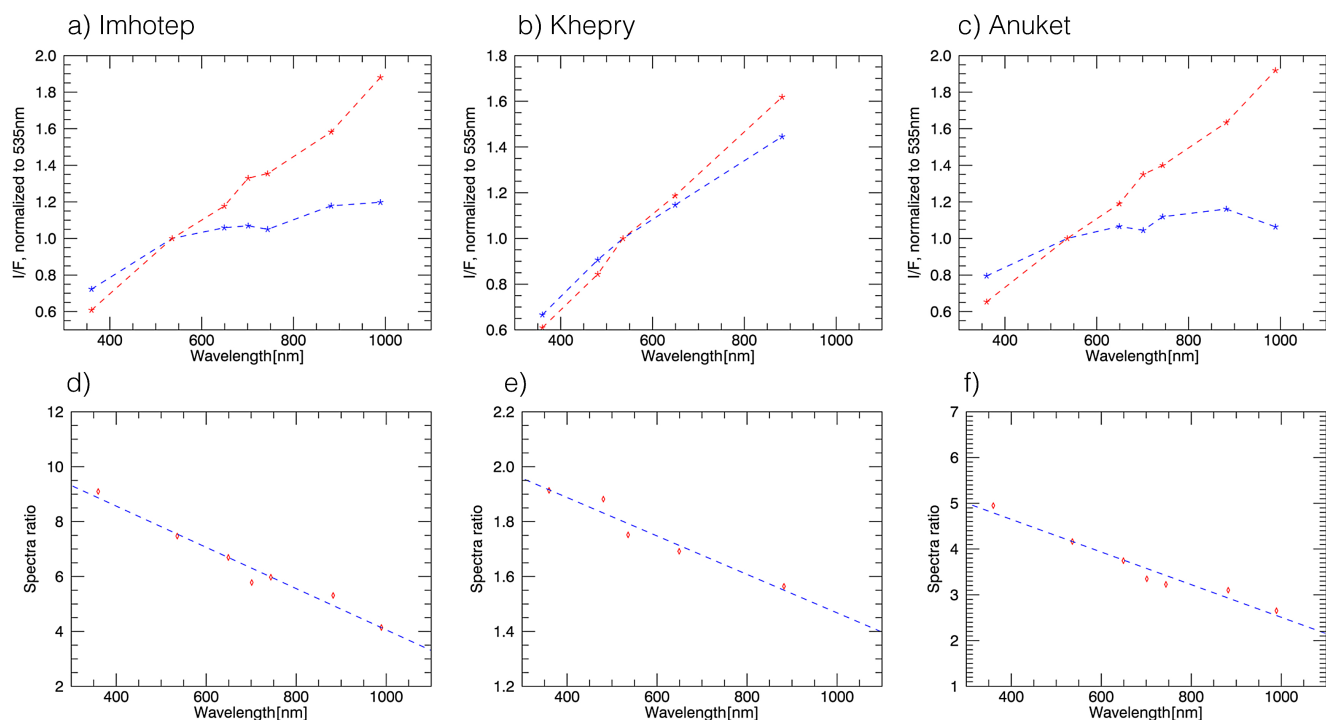 a) Imhotep
b) Khepry
c) Anuket
I/F, normalized to 535nm
2.0
1.8
1.6
1.4
1.2
1.0
0.8
0.6
400 600 800 1000
Wavelength[nm]
I/F, normalized to 535nm
1.8
1.6
1.4
1.2
1.0
0.8
0.6
400 600 800 1000
Wavelength[nm]
I/F, normalized to 535nm
2.0
1.8
1.6
1.4
1.2
1.0
0.8
0.6
400 600 800 1000
Wavelength[nm]
d)
e)
f)
Spectra ratio
12
10
8
6
4
2
400 600 800 1000
Wavelength[nm]
Spectra ratio
2.2
2.0
1.8
1.6
1.4
1.2
400 600 800 1000
Wavelength[nm]
Spectra ratio
7
6
5
4
3
2
1
400 600 800 1000
Wavelength[nm]